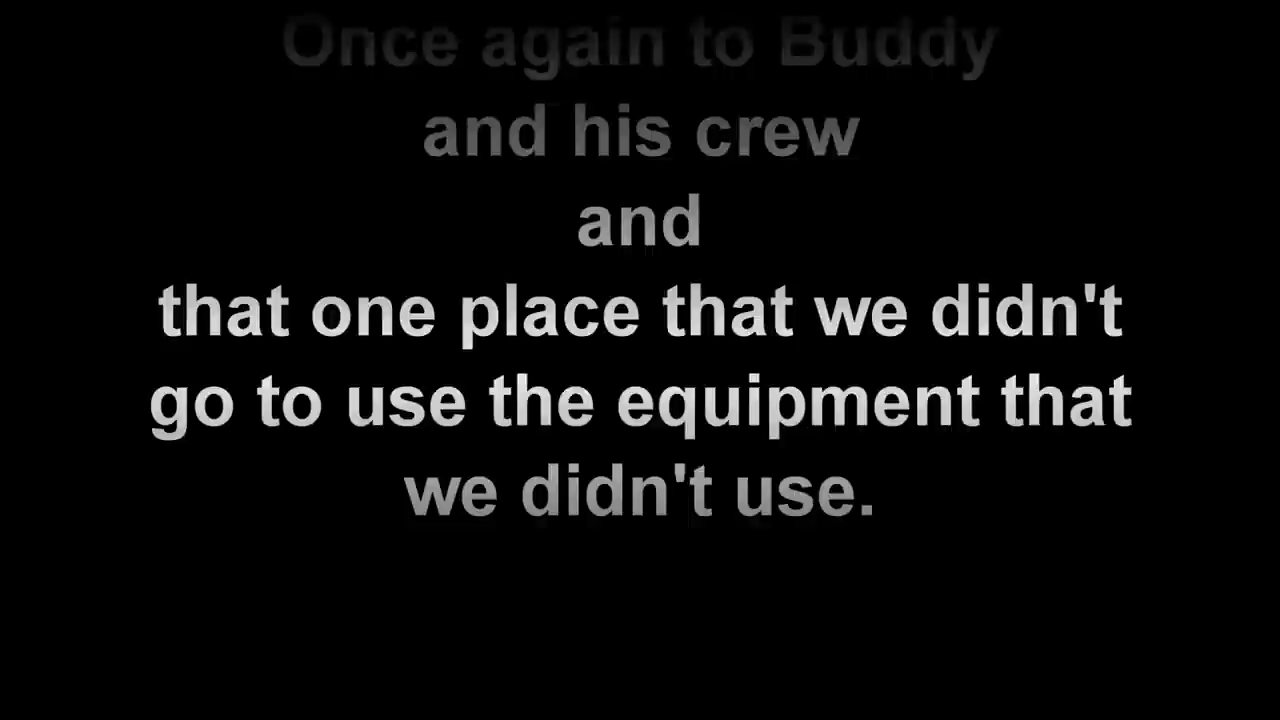 Once again to Buddy
and his crew
and
that one place that we didn't
go to use the equipment that
we didn't use.